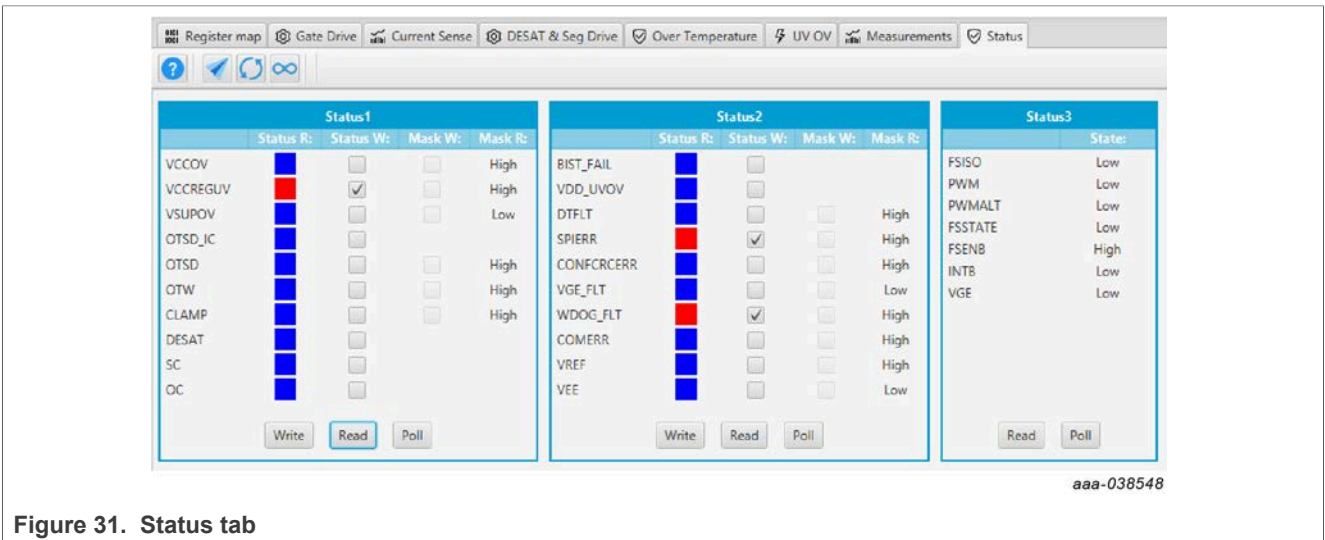 Register map Gate Drive Current Sense DESAT & Seg Drive Over Temperature UV OV Measurements Status
Status1
Status R: Status W: Mask W: Mask R:
VCCOV High
VCCREGUV High
VSUPOV Low
OTSD_IC
OTSD High
OTW High
CLAMP High
DESAT
SC
OC
Write Read Poll
Status2
Status R: Status W: Mask W: Mask R:
BIST_FAIL
VDD_UVOV
DTFLT High
SPIERR High
CONFCRCERR High
VGE_FLT Low
WDOG_FLT High
COMERR High
VREF High
VEE Low
Write Read Poll
Status3
State:
FSISO Low
PWM Low
PWMALT Low
FSSTATE Low
FSENB High
INTB Low
VGE Low
Read Poll
aaa-038548
Figure 31. Status tab